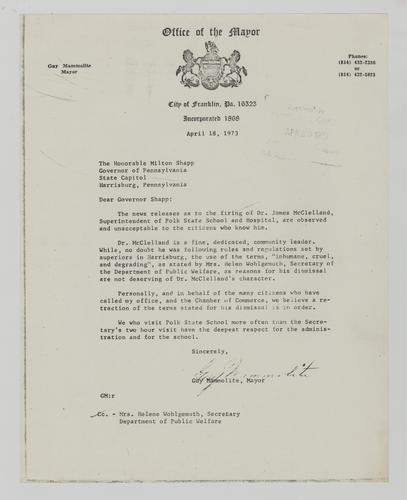 Office of the Mayor
Guy Mammolite
Mayor
Phones:
(814) 432-
or
(814) 432-5823
City of Franklin, Pa. 16323
Incorporated 1868
April 18, 1973
The Honorable Milton Shapp
Governor of Pennsylvania
State Capitol
Harrisburg, Pennsylvania
Dear Governor Shapp:
The news releases as to the firing of Dr. James McClelland,
Superintendent of Polk State School and Hospital, are observed
and unacceptable to the citizens who know him.
Dr. McClelland is a fine, dedicated, community leader.
While, no doubt he was following rules and regulations set by
superiors in Harrisburg, the use of the terms, "inhumane, cruel,
and degrading", as stated by Mrs. Helen Wohlgemuth, Secretary of
the Department of Public Welfare, as reasons for his dismissal
are not deserving of Dr. McClelland's character.
Personally, and in behalf of the many citizens who have
called my office, and the Chamber of Commerce, we believe a re-
traction of the terms stated for his dismissal is in order.
We who visit Polk State School more often than the Secre-
tary's two hour visit have the deepest respect for the adminis-
tration and for the school.
Sincerely,
Guy Mammolite
Guy Mammolite, Mayor
GM:r
Cc. - Mrs. Helene Wohlgemuth, Secretary
Department of Public Welfare